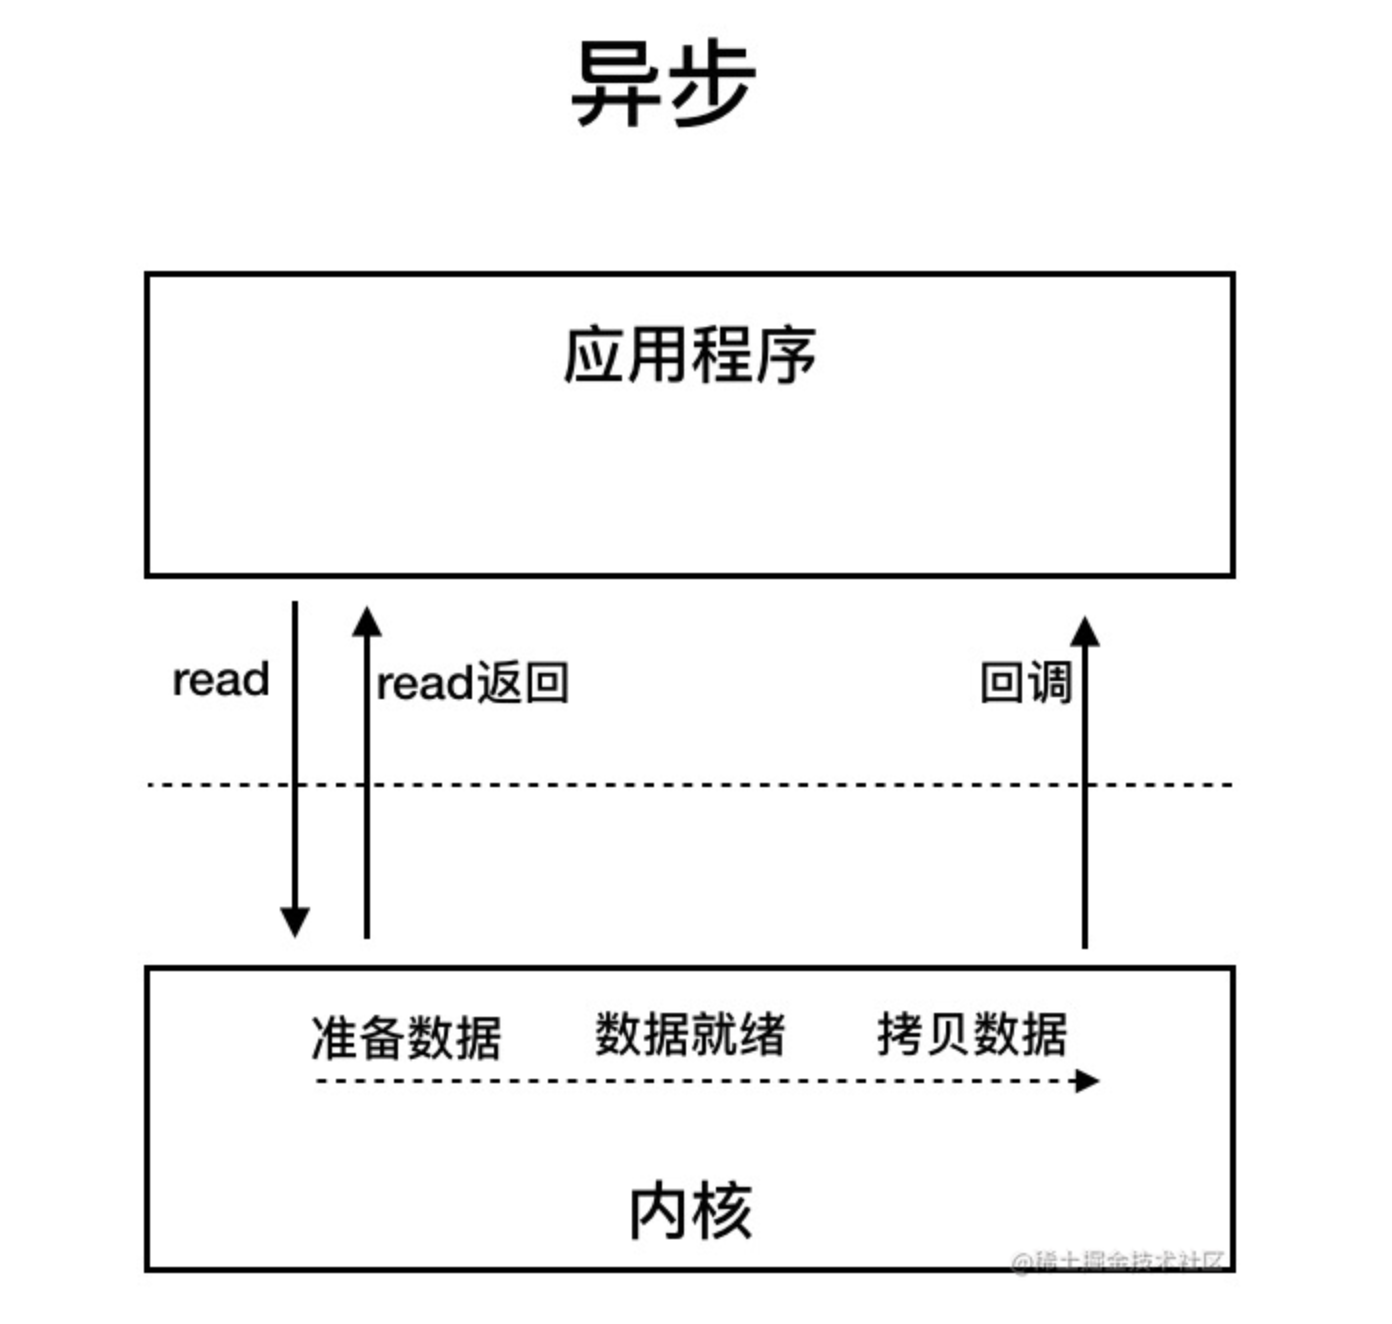 异步
应用程序
read
read返回
回调
准备数据
数据就绪
拷贝数据
内核
@稀土掘金技术社区